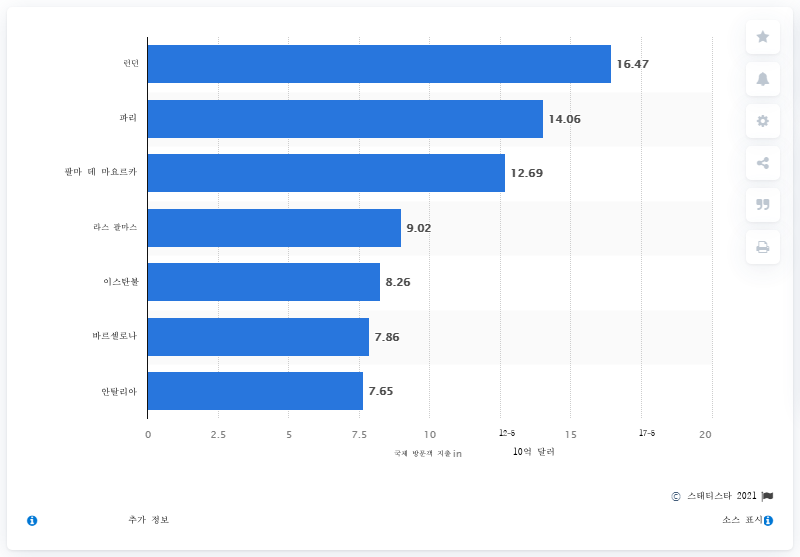 런던 16.47
파리 14.06
팔마 데 마요르카 12.69
라스 팔마스 9.02
이스탄불 8.26
바르셀로나 7.86
안탈리아 7.65
0 2.5 5 7.5 10 12-5 15 17-5 20
국제 방문객 지출 in 10억 달러
© 스태티스타 2021
추가 정보 소스 표시